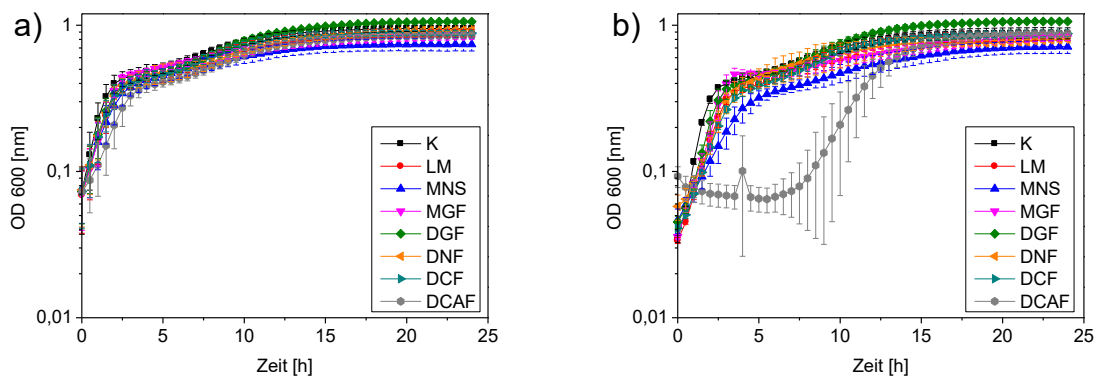 a)
1
0,1
0,01
OD 600 [nm]
0
5
10
15
20
25
Zeit [h]
K
LM
MNS
MGF
DGF
DNF
DCF
DCAF
b)
1
0,1
0,01
OD 600 [nm]
0
5
10
15
20
25
Zeit [h]
K
LM
MNS
MGF
DGF
DNF
DCF
DCAF